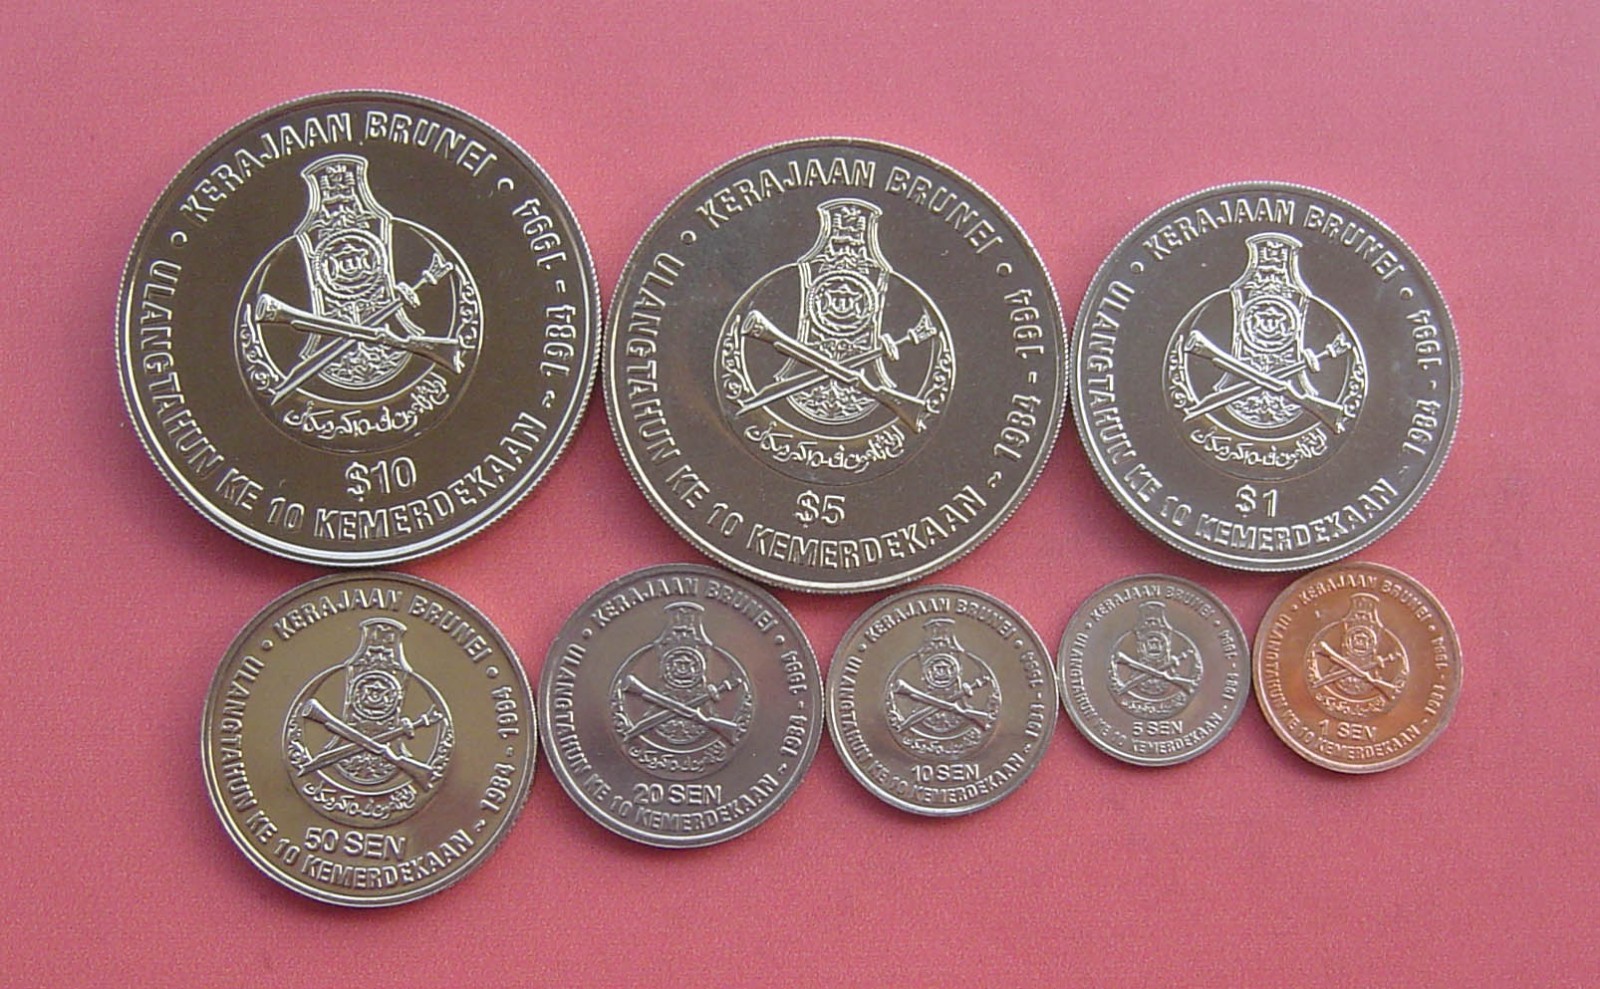 • KERAJAAN BRUNEI •
ULANGTAHUN KE 10 KEMERDEKAAN ~ 1984 - 1994
$10
• KERAJAAN BRUNEI •
ULANGTAHUN KE 10 KEMERDEKAAN ~ 1984 - 1994
$5
• KERAJAAN BRUNEI •
ULANGTAHUN KE 10 KEMERDEKAAN ~ 1984 - 1994
$1
• KERAJAAN BRUNEI •
ULANGTAHUN KE 10 KEMERDEKAAN ~ 1984 - 1994
50 SEN
• KERAJAAN BRUNEI •
ULANGTAHUN KE 10 KEMERDEKAAN ~ 1984 - 1994
20 SEN
• KERAJAAN BRUNEI •
ULANGTAHUN KE 10 KEMERDEKAAN ~ 1984 - 1994
10 SEN
• KERAJAAN BRUNEI •
ULANGTAHUN KE 10 KEMERDEKAAN ~ 1984 - 1994
5 SEN
• KERAJAAN BRUNEI •
ULANGTAHUN KE 10 KEMERDEKAAN ~ 1984 - 1994
1 SEN